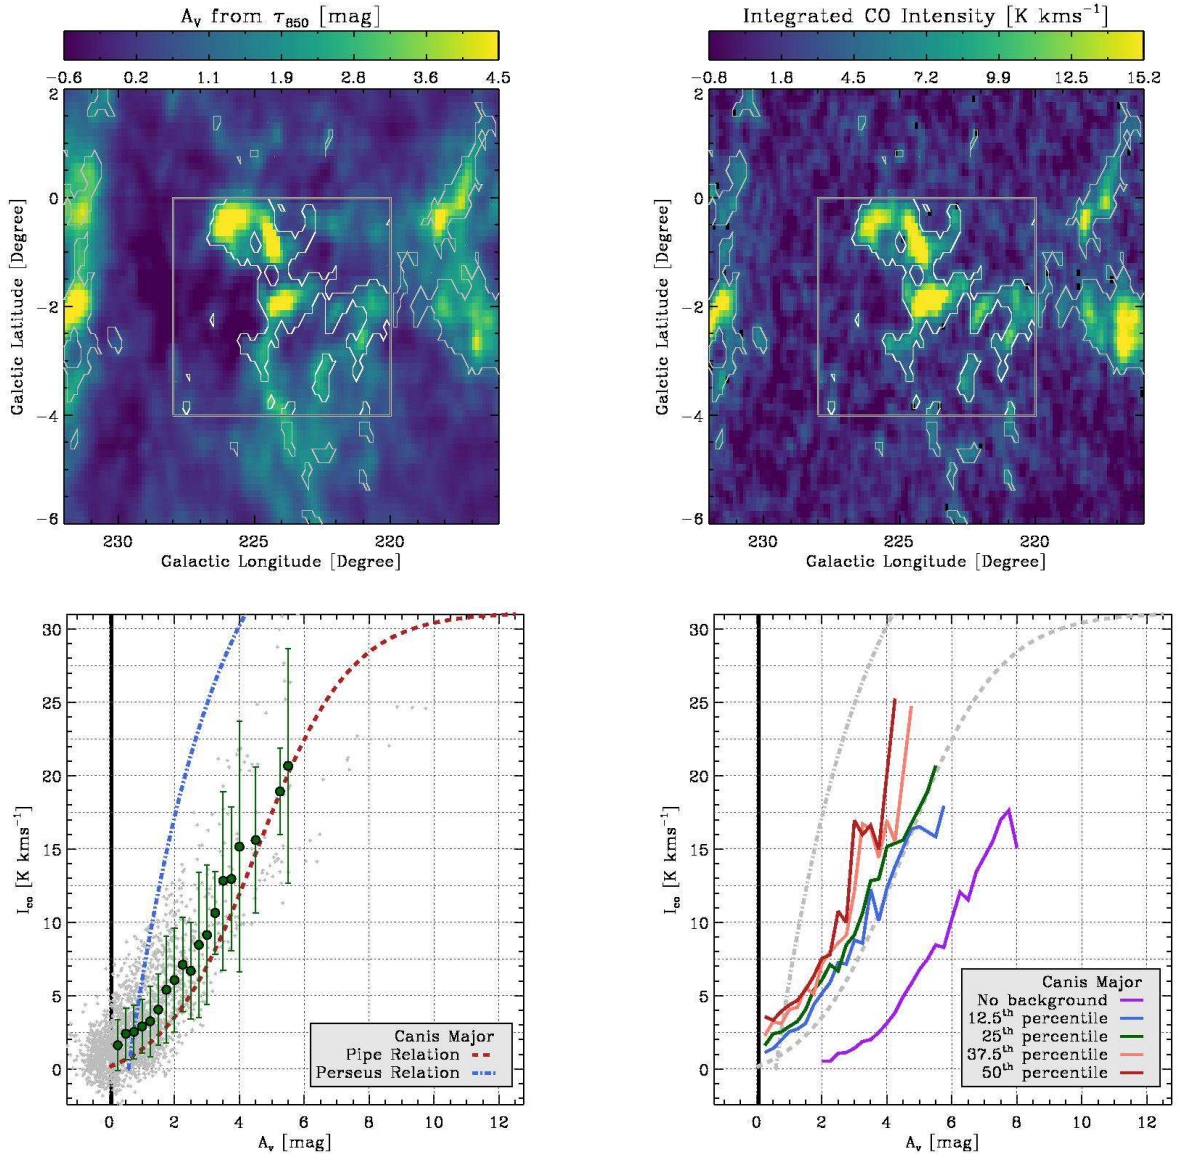 A_V from τ_850 [mag]
-0.6 0.2 1.1 1.9 2.8 3.6 4.5
2
0
-2
-4
-6
Galactic Latitude [Degree]
230 225 220
Galactic Longitude [Degree]
Integrated CO Intensity [K kms⁻¹]
-0.8 1.8 4.5 7.2 9.9 12.5 15.2
2
0
-2
-4
-6
Galactic Latitude [Degree]
230 225 220
Galactic Longitude [Degree]
30
25
20
15
10
5
0
I_co [K kms⁻¹]
Canis Major
Pipe Relation
Perseus Relation
0 2 4 6 8 10 12
A_v [mag]
30
25
20
15
10
5
0
I_co [K kms⁻¹]
Canis Major
No background
12.5th percentile
25th percentile
37.5th percentile
50th percentile
0 2 4 6 8 10 12
A_v [mag]